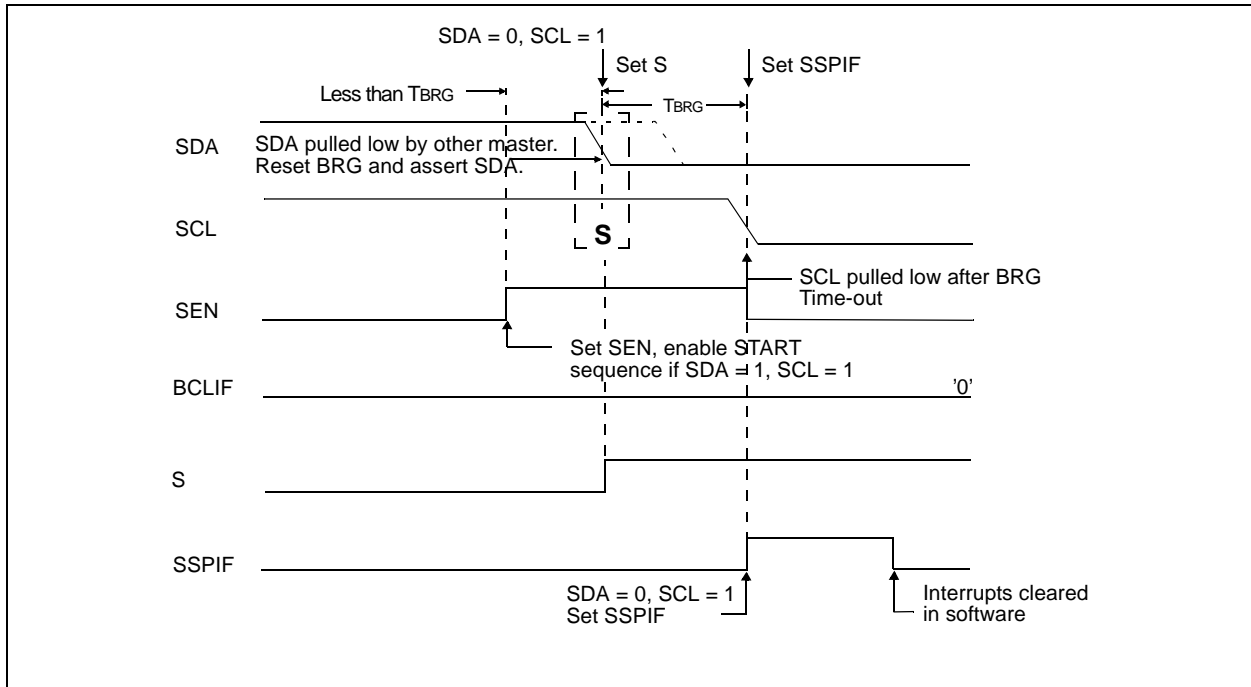 SDA = 0, SCL = 1
Set S
Set SSPIF
Less than TBRG
TBRG
SDA
SDA pulled low by other master.
Reset BRG and assert SDA.
SCL
S
SCL pulled low after BRG
Time-out
SEN
Set SEN, enable START
sequence if SDA = 1, SCL = 1
BCLIF
'0'
S
SSPIF
SDA = 0, SCL = 1
Set SSPIF
Interrupts cleared
in software